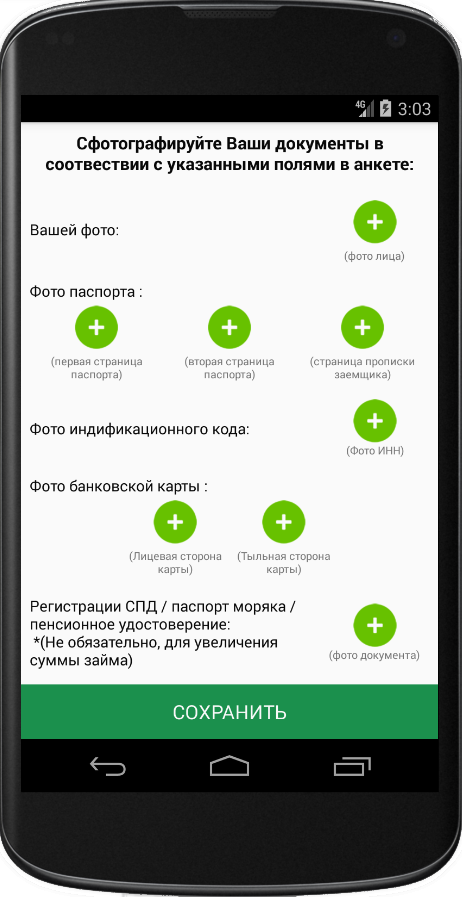 4G 3:03
Сфотографируйте Ваши документы в
соотвествии с указанными полями в анкете:
Вашей фото:
(фото лица)
Фото паспорта :
(первая страница
паспорта)
(вторая страница
паспорта)
(страница прописки
заемщика)
Фото индификационного кода:
(Фото ИНН)
Фото банковской карты :
(Лицевая сторона
карты)
(Тыльная сторона
карты)
Регистрации СПД / паспорт моряка /
пенсионное удостоверение:
*(Не обязательно, для увеличения
суммы займа)
(фото документа)
СОХРАНИТЬ